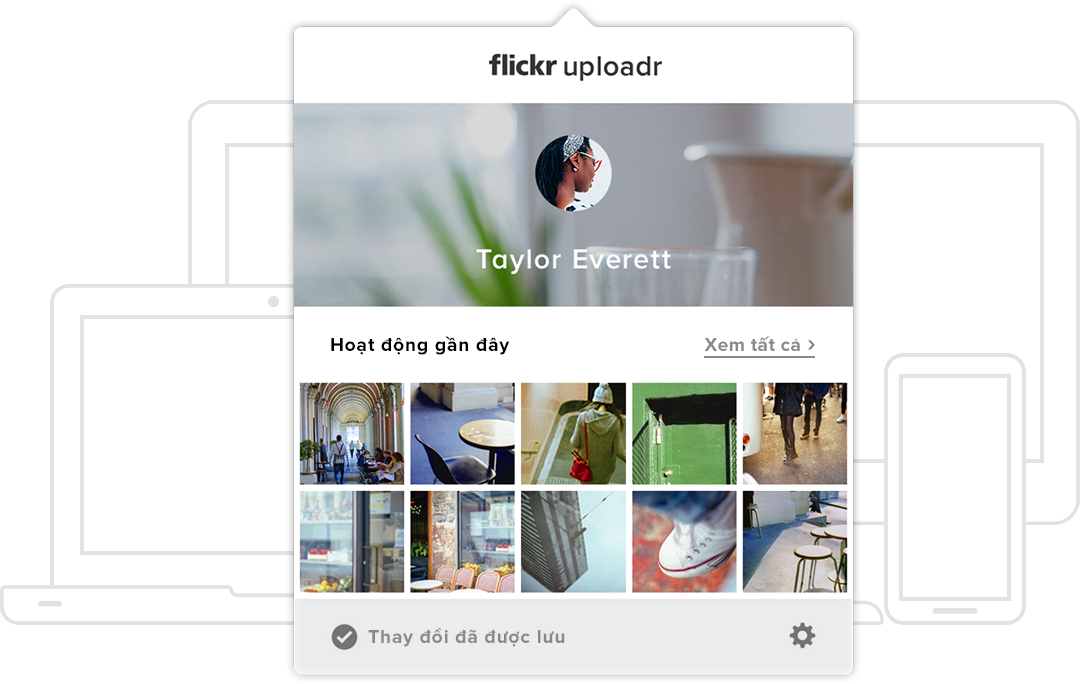 flickr uploadr
Taylor Everett
Hoạt động gần đây
Xem tất cả ›
Thay đổi đã được lưu